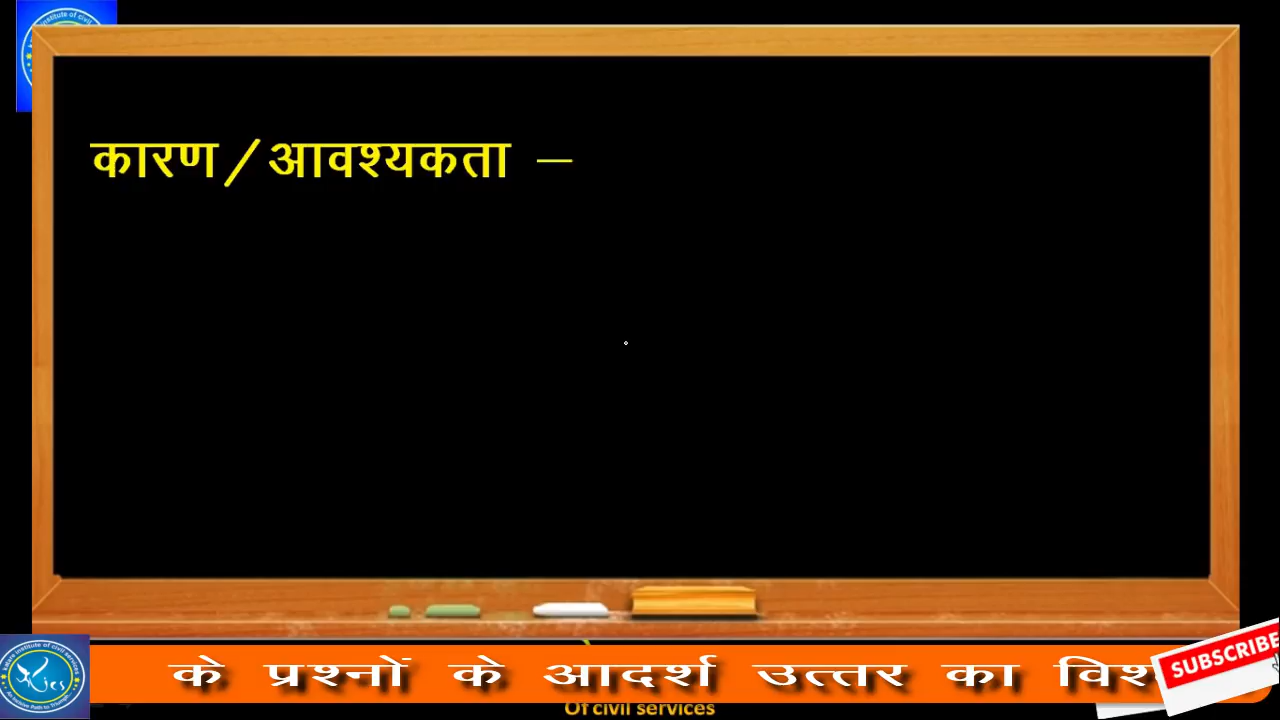 कारण/आवश्यकता –
के प्रश्नों के आदर्श उत्तर का
SUBSCRIBE
Of civil services